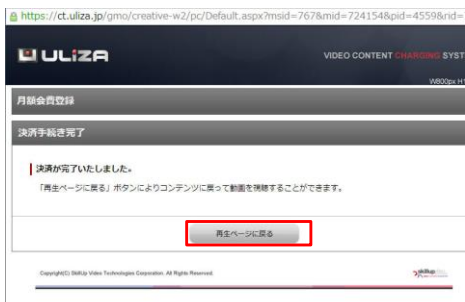 https://ct.uliza.jp/gmo/creative-w2/pc/Default.aspx?msid=767&mid=724154&pid=4559&rid=
ULIZA
VIDEO CONTENT CHARGING SYST
W800px H1
月額会費登録
決済手続き完了
決済が完了いたしました。
「再生ページに戻る」ボタンによりコンテンツに戻って動画を視聴することができます。
再生ページに戻る
Copyright(C) SkillUp Video Technologies Corporation. All Rights Reserved.
skillup